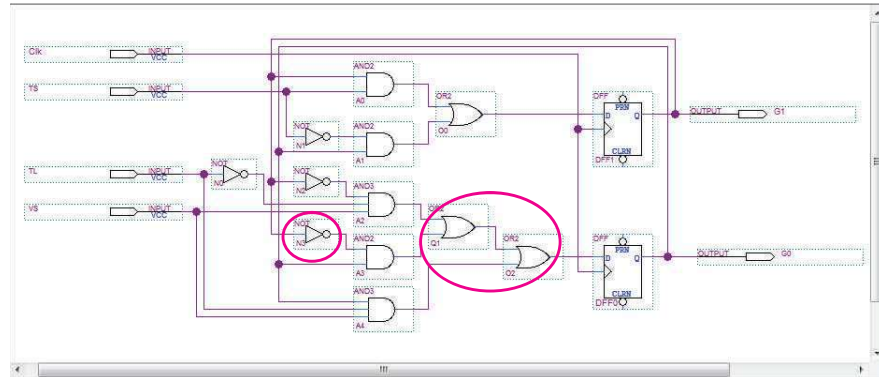 Clk INPUT VCC
TS INPUT VCC
TL INPUT VCC
VS INPUT VCC
AND2
A0
OR2
O0
NOT
N1
AND2
A1
NOT
N0
NOT
N2
AND3
A2
NOT
N3
AND2
A3
OR2
O1
OR2
O2
AND3
A4
DFF
PRN
D Q
CLRN
DFF1
OUTPUT G1
DFF
PRN
D Q
CLRN
DFF0
OUTPUT G0